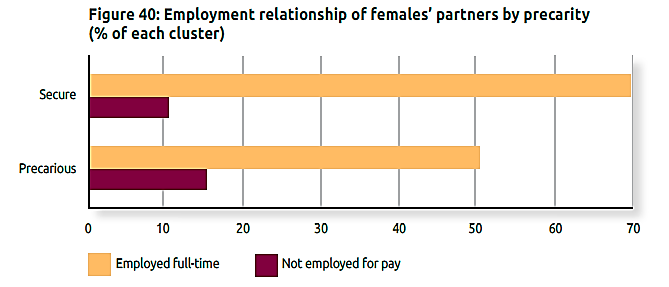 Figure 40: Employment relationship of females’ partners by precarity
(% of each cluster)
Secure
Precarious
0 10 20 30 40 50 60 70
Employed full-time Not employed for pay